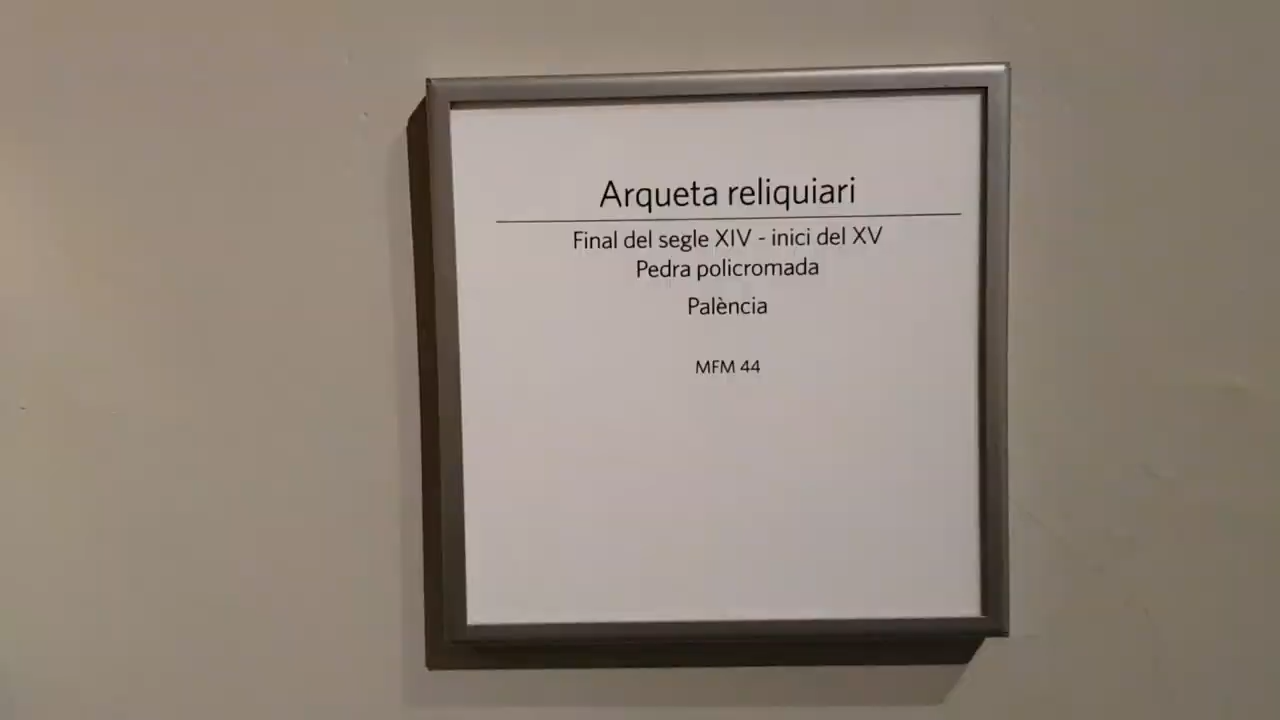 Arqueta reliquiari
Final del segle XIV - inici del XV
Pedra policromada
Palència
MFM 44